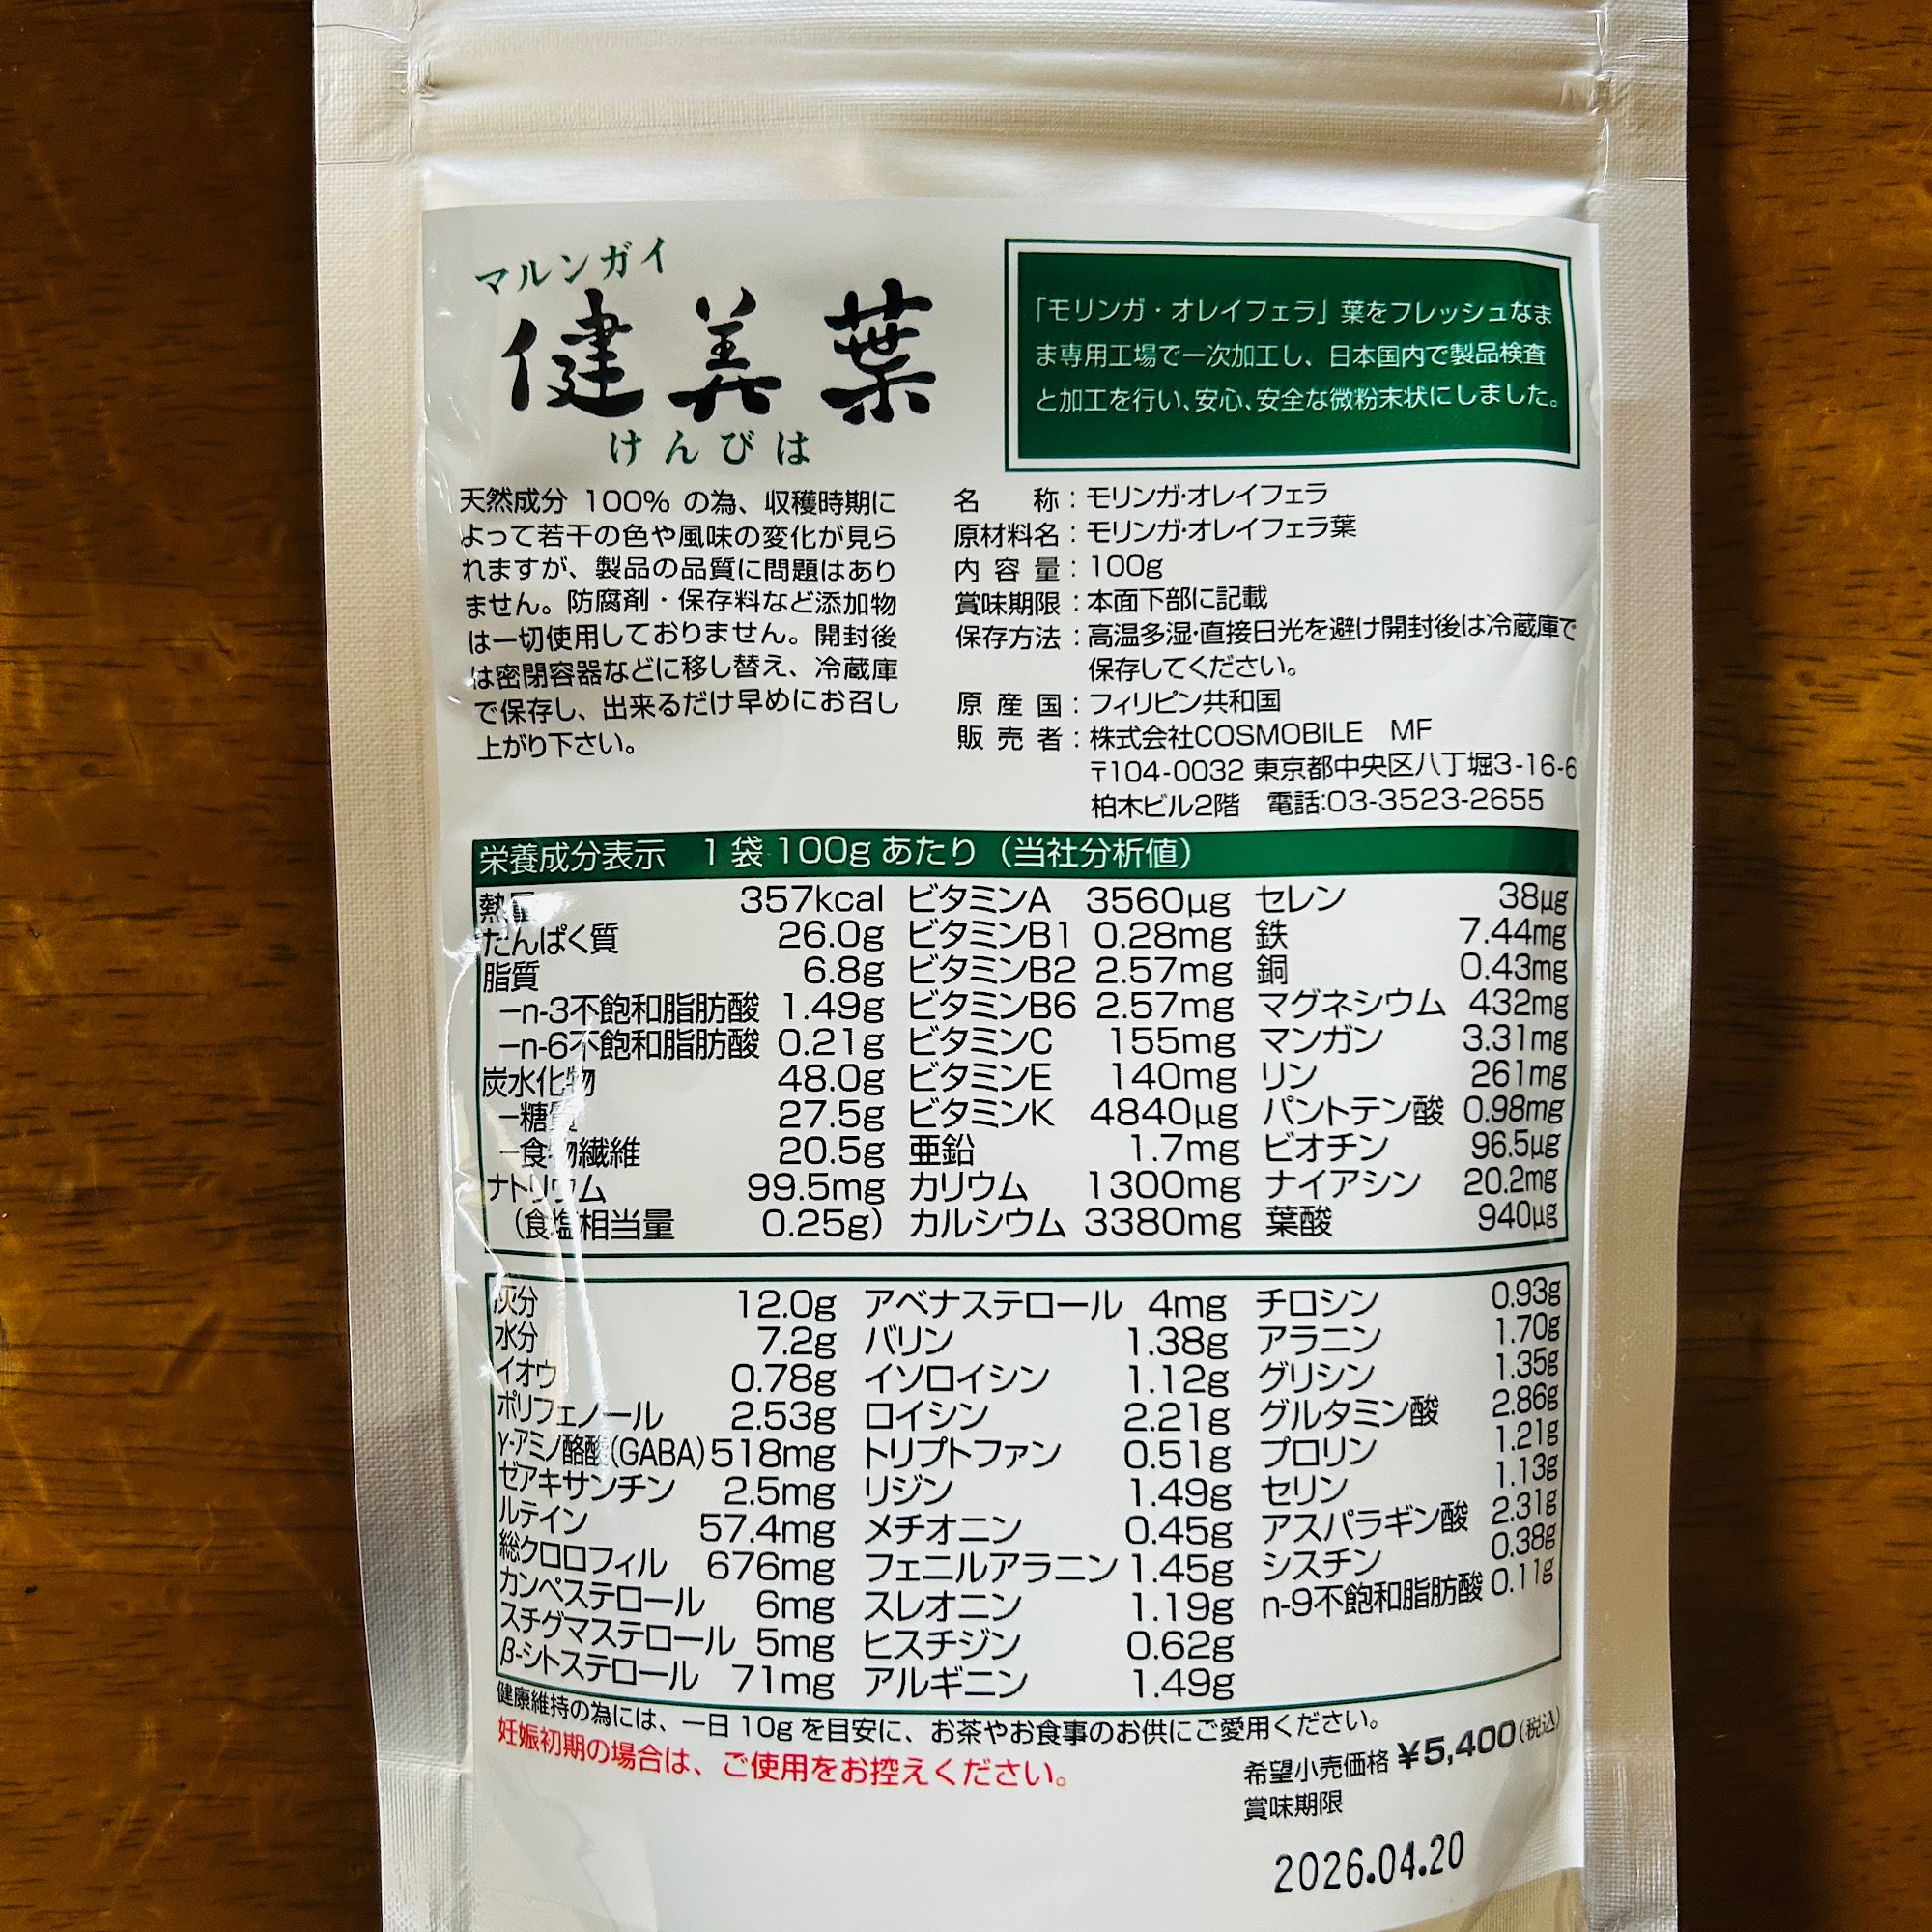 マルンガイ
健美葉
けんびは
「モリンガ・オレイフェラ」葉をフレッシュなま
ま専用工場で一次加工し、日本国内で製品検査
と加工を行い、安心、安全な微粉末状にしました。
天然成分 100% の為、収穫時期に
よって若干の色や風味の変化が見ら
れますが、製品の品質に問題はあり
ません。防腐剤・保存料など添加物
は一切使用しておりません。開封後
は密閉容器などに移し替え、冷蔵庫
で保存し、出来るだけ早めにお召し
上がり下さい。
名 称：モリンガ・オレイフェラ
原材料名：モリンガ・オレイフェラ葉
内容量：100g
賞味期限：本面下部に記載
保存方法：高温多湿・直接日光を避け開封後は冷蔵庫で
保存してください。
原産国：フィリピン共和国
販売者：株式会社COSMOBILE MF
〒104-0032 東京都中央区八丁堀3-16-6
柏木ビル2階 電話:03-3523-2655
栄養成分表示 1袋100gあたり（当社分析値）
熱量 357kcal ビタミンA 3560μg セレン 38μg
たんぱく質 26.0g ビタミンB1 0.28mg 鉄 7.44mg
脂質 6.8g ビタミンB2 2.57mg 銅 0.43mg
−n-3不飽和脂肪酸 1.49g ビタミンB6 2.57mg マグネシウム 432mg
−n-6不飽和脂肪酸 0.21g ビタミンC 155mg マンガン 3.31mg
炭水化物 48.0g ビタミンE 140mg リン 261mg
−糖質 27.5g ビタミンK 4840μg パントテン酸 0.98mg
−食物繊維 20.5g 亜鉛 1.7mg ビオチン 96.5μg
ナトリウム 99.5mg カリウム 1300mg ナイアシン 20.2mg
（食塩相当量 0.25g） カルシウム 3380mg 葉酸 940μg
灰分 12.0g アベナステロール 4mg チロシン 0.93g
水分 7.2g バリン 1.38g アラニン 1.70g
イオウ 0.78g イソロイシン 1.12g グリシン 1.35g
ポリフェノール 2.53g ロイシン 2.21g グルタミン酸 2.86g
γ-アミノ酪酸(GABA) 518mg トリプトファン 0.51g プロリン 1.21g
ゼアキサンチン 2.5mg リジン 1.49g セリン 1.13g
ルテイン 57.4mg メチオニン 0.45g アスパラギン酸 2.31g
総クロロフィル 676mg フェニルアラニン 1.45g シスチン 0.38g
カンペステロール 6mg スレオニン 1.19g n-9不飽和脂肪酸 0.11g
スチグマステロール 5mg ヒスチジン 0.62g
β-シトステロール 71mg アルギニン 1.49g
健康維持の為には、一日10gを目安に、お茶やお食事のお供にご愛用ください。
妊娠初期の場合は、ご使用をお控えください。
希望小売価格 ¥5,400(税込)
賞味期限
2026.04.20